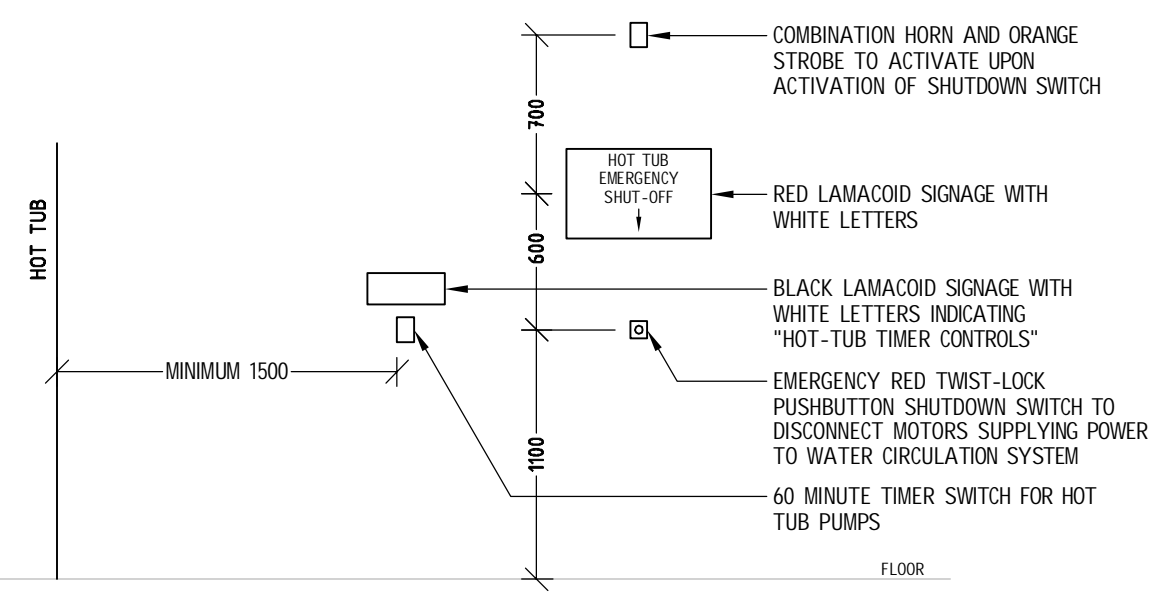 COMBINATION HORN AND ORANGE
STROBE TO ACTIVATE UPON
ACTIVATION OF SHUTDOWN SWITCH
700
HOT TUB
EMERGENCY
SHUT-OFF
RED LAMACOID SIGNAGE WITH
WHITE LETTERS
HOT TUB
600
BLACK LAMACOID SIGNAGE WITH
WHITE LETTERS INDICATING
"HOT-TUB TIMER CONTROLS"
MINIMUM 1500
EMERGENCY RED TWIST-LOCK
PUSHBUTTON SHUTDOWN SWITCH TO
DISCONNECT MOTORS SUPPLYING POWER
TO WATER CIRCULATION SYSTEM
1100
60 MINUTE TIMER SWITCH FOR HOT
TUB PUMPS
FLOOR